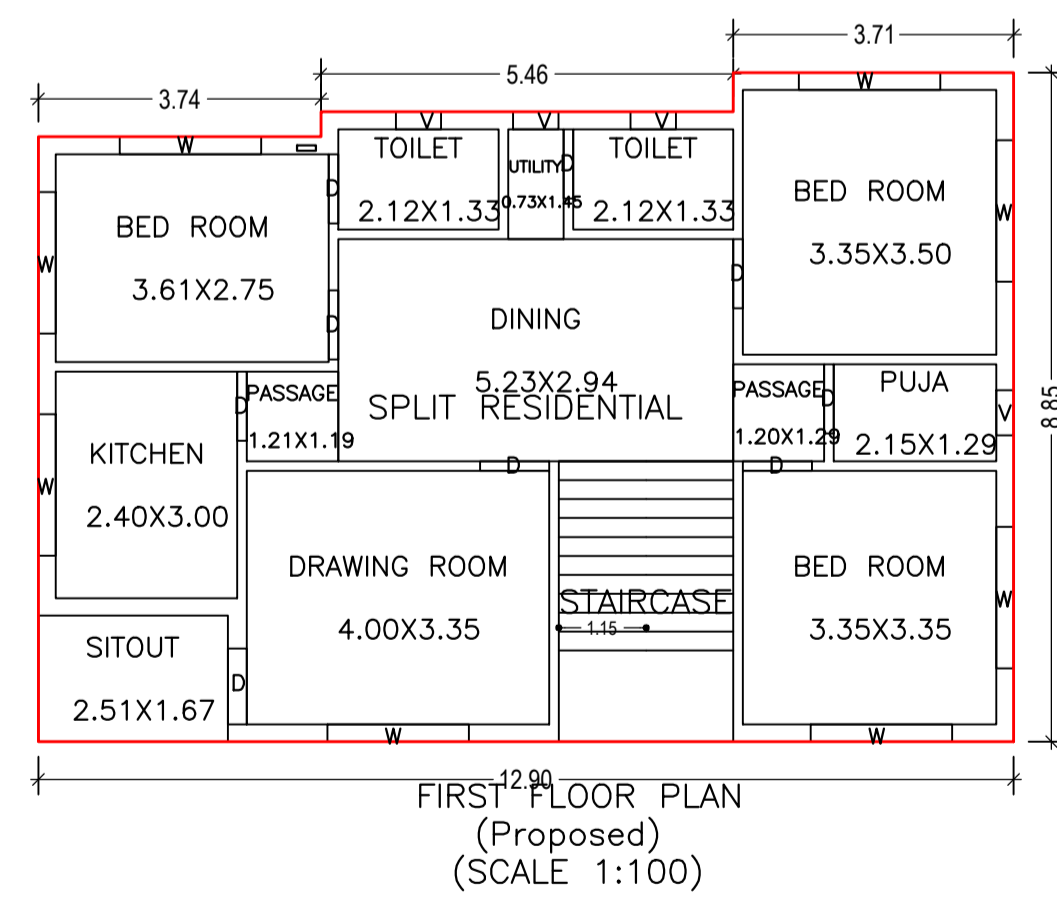 3.71
5.46
3.74
W
V
V
V
W
TOILET
2.12X1.33
UTILITY
0.73X1.45
D
TOILET
2.12X1.33
BED ROOM
3.35X3.50
W
D
BED ROOM
3.61X2.75
W
D
D
DINING
5.23X2.94
SPLIT RESIDENTIAL
8.85
PASSAGE
1.21X1.19
D
PASSAGE
1.20X1.29
D
PUJA
2.15X1.29
V
KITCHEN
2.40X3.00
W
D
D
DRAWING ROOM
4.00X3.35
STAIRCASE
1.15
BED ROOM
3.35X3.35
W
SITOUT
2.51X1.67
D
W
W
12.90
FIRST FLOOR PLAN
(Proposed)
(SCALE 1:100)